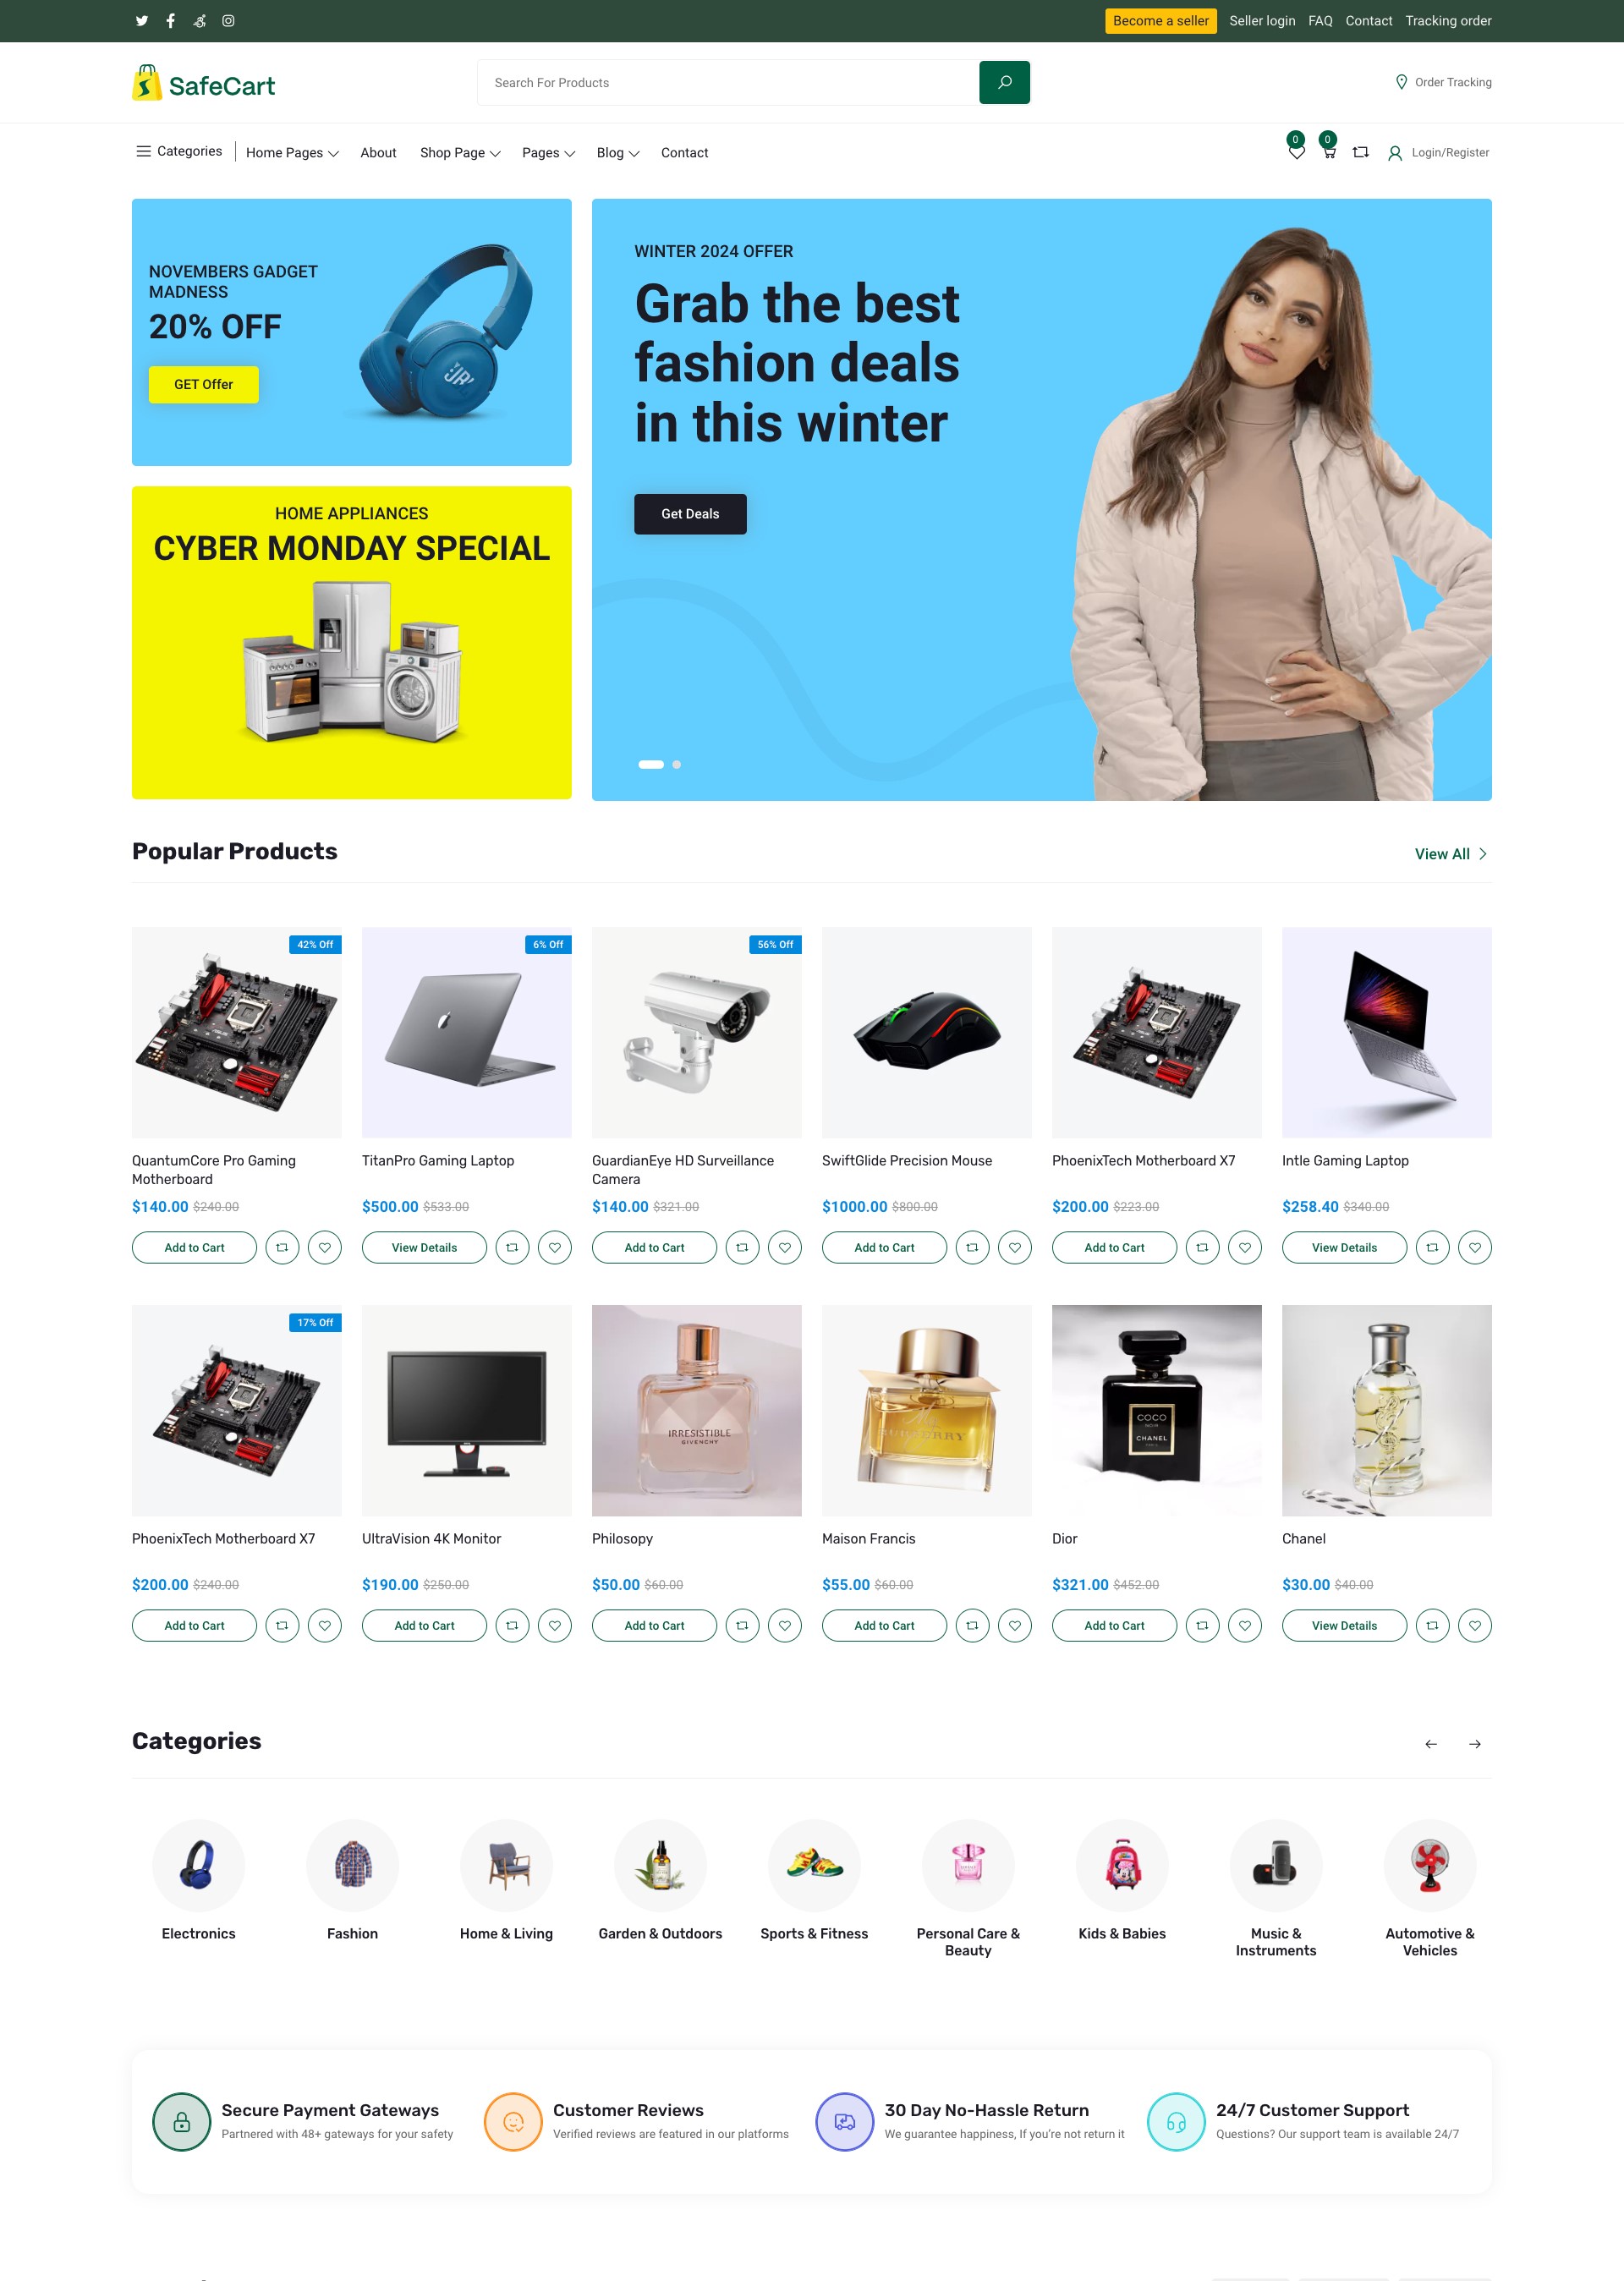 Become a seller Seller login FAQ Contact Tracking order
SafeCart
Search For Products
Order Tracking
Categories Home Pages About Shop Page Pages Blog Contact
0 0
Login/Register
NOVEMBERS GADGET
MADNESS
20% OFF
GET Offer
JBL
HOME APPLIANCES
CYBER MONDAY SPECIAL
WINTER 2024 OFFER
Grab the best
fashion deals
in this winter
Get Deals
Popular Products
View All
42% Off
6% Off
56% Off
QuantumCore Pro Gaming
Motherboard
$140.00 $240.00
Add to Cart
TitanPro Gaming Laptop
$500.00 $533.00
View Details
GuardianEye HD Surveillance
Camera
$140.00 $321.00
Add to Cart
SwiftGlide Precision Mouse
$1000.00 $800.00
Add to Cart
PhoenixTech Motherboard X7
$200.00 $223.00
Add to Cart
Intle Gaming Laptop
$258.40 $340.00
View Details
17% Off
PhoenixTech Motherboard X7
$200.00 $240.00
Add to Cart
UltraVision 4K Monitor
$190.00 $250.00
Add to Cart
IRRESISTIBLE
GIVENCHY
Philosopy
$50.00 $60.00
Add to Cart
My
BURBERRY
Maison Francis
$55.00 $60.00
Add to Cart
COCO
NOIR
CHANEL
Dior
$321.00 $452.00
Add to Cart
Chanel
$30.00 $40.00
View Details
Categories
Electronics
Fashion
Home & Living
Garden & Outdoors
Sports & Fitness
Personal Care &
Beauty
Kids & Babies
Music &
Instruments
Automotive &
Vehicles
Secure Payment Gateways
Partnered with 48+ gateways for your safety
Customer Reviews
Verified reviews are featured in our platforms
30 Day No-Hassle Return
We guarantee happiness, If you're not return it
24/7 Customer Support
Questions? Our support team is available 24/7